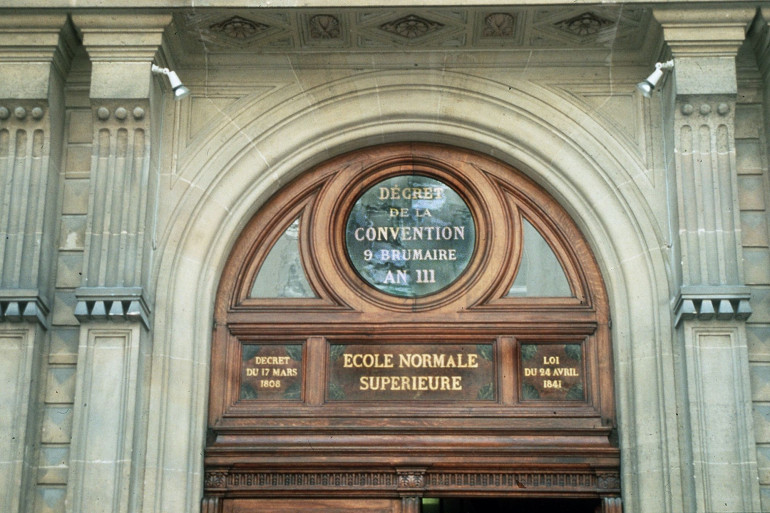 DÉCRET
DE LA
CONVENTION
9 BRUMAIRE
AN III
DECRET
DU 17 MARS
1808
ECOLE NORMALE
SUPERIEURE
LOI
DU 24 AVRIL
1841